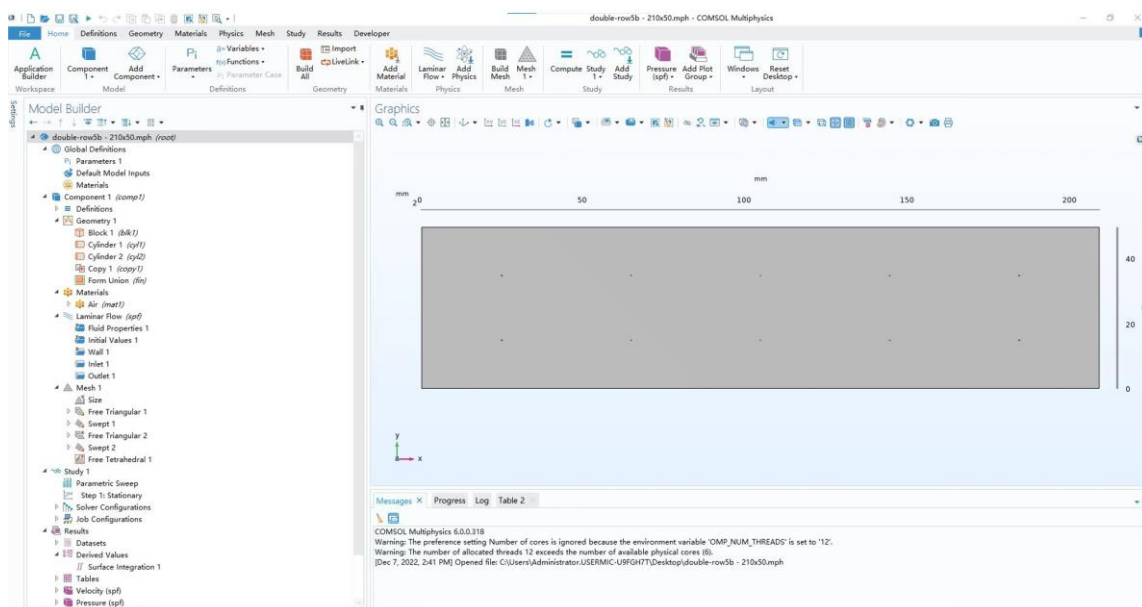 double-row5b - 210x50.mph - COMSOL Multiphysics
File Home Definitions Geometry Materials Physics Mesh Study Results Developer
Application Builder
Component 1
Add Component
Parameters
Pi
a= Variables
f(x) Functions
Pi Parameter Case
Build All
Import
LiveLink
Add Material
Laminar Flow
Add Physics
Build Mesh
Mesh 1
Compute
Study 1
Add Study
Pressure (spf)
Add Plot Group
Windows
Reset Desktop
Workspace Model Definitions Geometry Materials Physics Mesh Study Results Layout
Settings
Model Builder
double-row5b - 210x50.mph (root)
Global Definitions
Pi Parameters 1
Default Model Inputs
Materials
Component 1 (comp1)
Definitions
Geometry 1
Block 1 (blk1)
Cylinder 1 (cyl1)
Cylinder 2 (cyl2)
Copy 1 (copy1)
Form Union (fin)
Materials
Air (mat1)
Laminar Flow (spf)
Fluid Properties 1
Initial Values 1
Wall 1
Inlet 1
Outlet 1
Mesh 1
Size
Free Triangular 1
Swept 1
Free Triangular 2
Swept 2
Free Tetrahedral 1
Study 1
Parametric Sweep
Step 1: Stationary
Solver Configurations
Job Configurations
Results
Datasets
Derived Values
Surface Integration 1
Tables
Velocity (spf)
Pressure (spf)
Graphics
mm
mm
20 50 100 150 200
40
20
0
y
x
Messages Progress Log Table 2
COMSOL Multiphysics 6.0.0.318
Warning: The preference setting Number of cores is ignored because the environment variable 'OMP_NUM_THREADS' is set to '12'.
Warning: The number of allocated threads 12 exceeds the number of available physical cores (6).
[Dec 7, 2022, 2:41 PM] Opened file: C:\Users\Administrator.USERMIC-U9FGH7T\Desktop\double-row5b - 210x50.mph